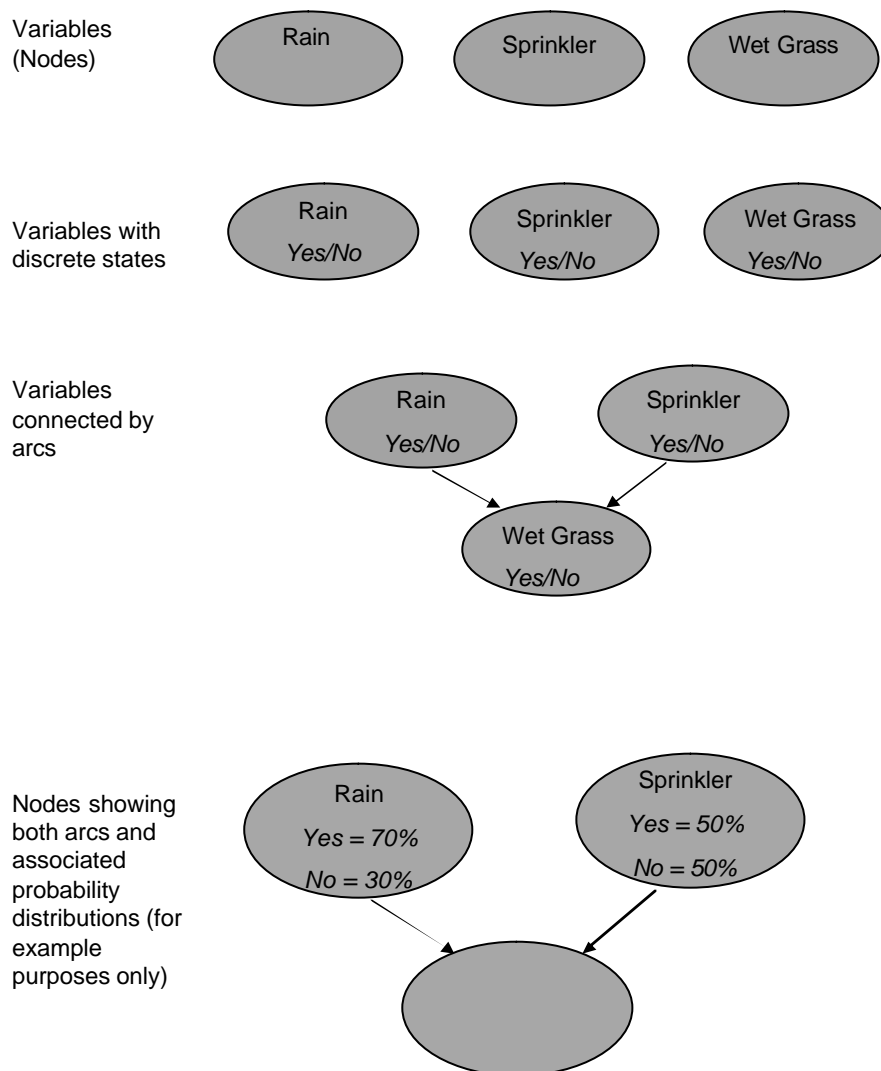 Variables
(Nodes)
Rain
Sprinkler
Wet Grass
Variables with
discrete states
Rain
Yes/No
Sprinkler
Yes/No
Wet Grass
Yes/No
Variables
connected by
arcs
Rain
Yes/No
Sprinkler
Yes/No
Wet Grass
Yes/No
Nodes showing
both arcs and
associated
probability
distributions (for
example
purposes only)
Rain
Yes = 70%
No = 30%
Sprinkler
Yes = 50%
No = 50%